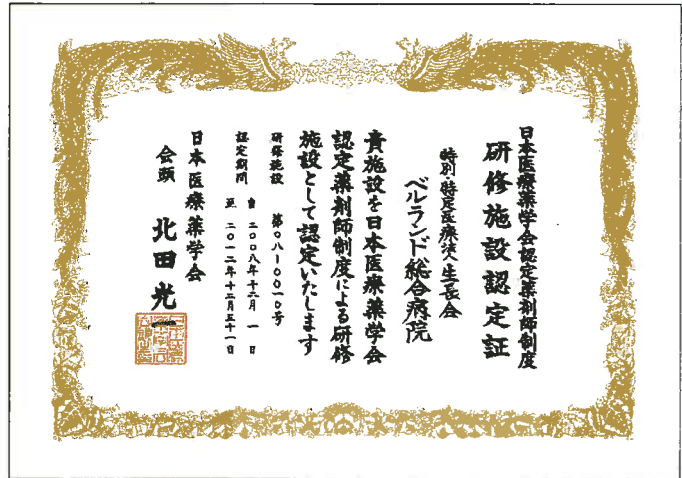 日本医療薬学会認定薬剤師制度
研修施設認定証
特別・特定医療法人生長会
ベルランド総合病院
貴施設を日本医療薬学会
認定薬剤師制度による研修
施設として認定いたします
研修施設 第〇八-〇〇一〇号
認定期間 自 二〇〇八年十二月 一 日
至 二〇一二年十二月三十一日
日本医療薬学会
会頭 北田光一